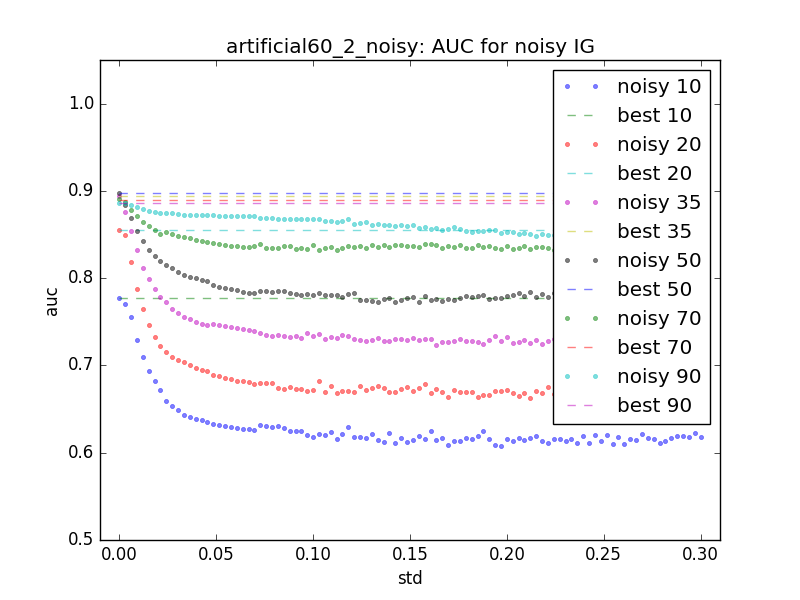 artificial60_2_noisy: AUC for noisy IG
noisy 10
best 10
noisy 20
best 20
noisy 35
best 35
noisy 50
best 50
noisy 70
best 70
noisy 90
best 90
auc
1.0
0.9
0.8
0.7
0.6
0.5
0.00 0.05 0.10 0.15 0.20 0.25 0.30
std